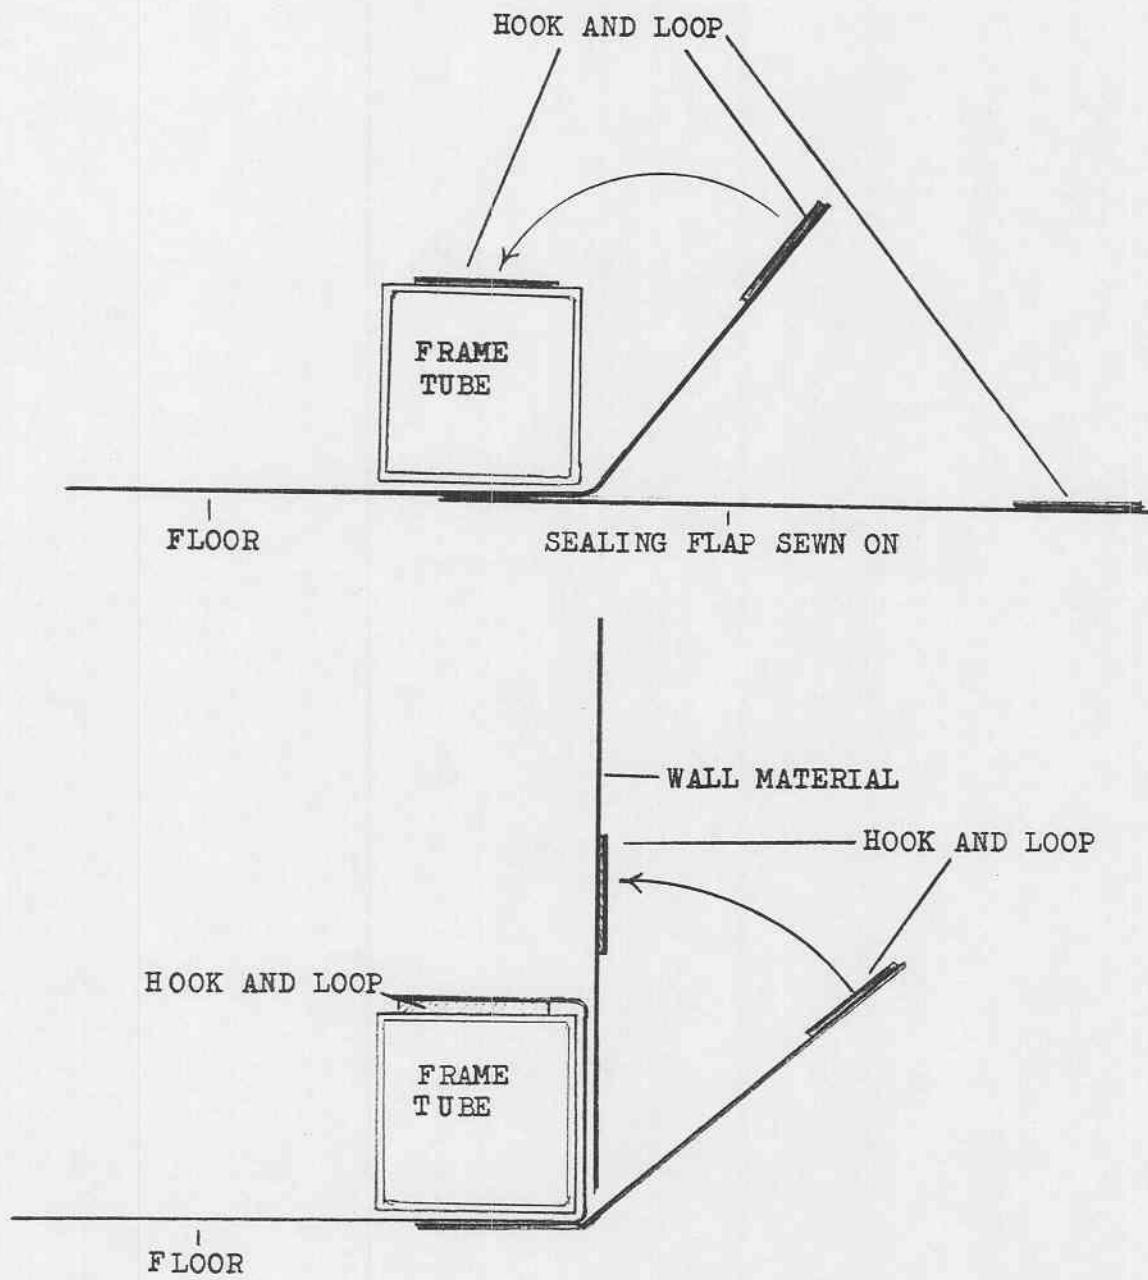 HOOK AND LOOP
FRAME
TUBE
FLOOR
SEALING FLAP SEWN ON
WALL MATERIAL
HOOK AND LOOP
HOOK AND LOOP
FRAME
TUBE
FLOOR